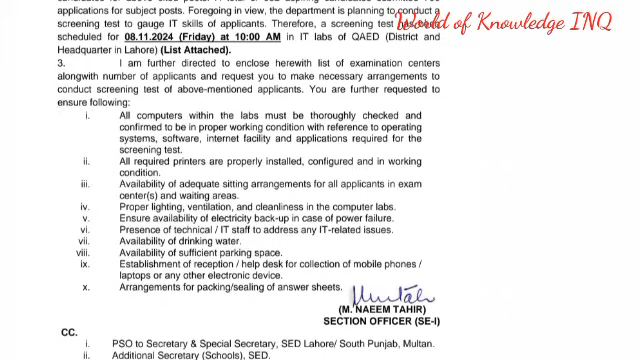 applications for subject posts. Foregoing in view, the department is planning to conduct a
screening test to gauge IT skills of applicants. Therefore, a screening test has been
scheduled for 08.11.2024 (Friday) at 10:00 AM in IT labs of QAED (District and
Headquarter in Lahore) (List Attached).
World of Knowledge INQ
3. I am further directed to enclose herewith list of examination centers
alongwith number of applicants and request you to make necessary arrangements to
conduct screening test of above-mentioned applicants. You are further requested to
ensure following:
i. All computers within the labs must be thoroughly checked and
confirmed to be in proper working condition with reference to operating
systems, software, internet facility and applications required for the
screening test.
ii. All required printers are properly installed, configured and in working
condition.
iii. Availability of adequate sitting arrangements for all applicants in exam
center(s) and waiting areas.
iv. Proper lighting, ventilation, and cleanliness in the computer labs.
v. Ensure availability of electricity back-up in case of power failure.
vi. Presence of technical / IT staff to address any IT-related issues.
vii. Availability of drinking water.
viii. Availability of sufficient parking space.
ix. Establishment of reception / help desk for collection of mobile phones /
laptops or any other electronic device.
x. Arrangements for packing/sealing of answer sheets.
(M. NAEEM TAHIR)
SECTION OFFICER (SE-I)
CC.
i. PSO to Secretary & Special Secretary, SED Lahore/ South Punjab, Multan.
ii. Additional Secretary (Schools), SED.